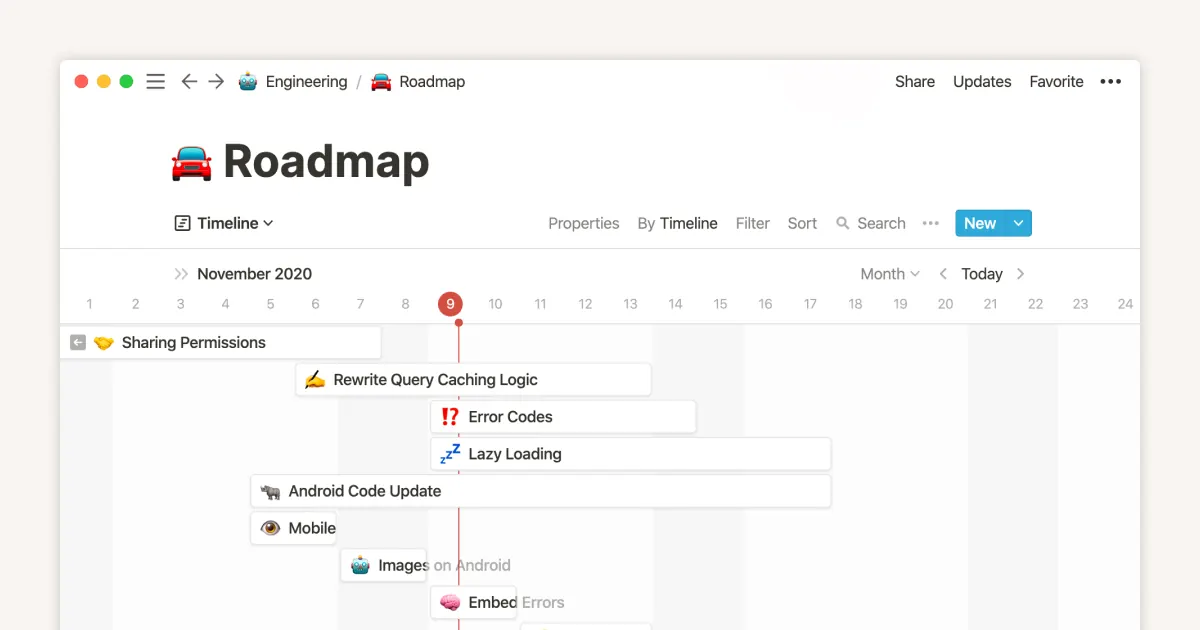 Engineering / Roadmap Share Updates Favorite
Roadmap
Timeline Properties By Timeline Filter Sort Search New
November 2020 Month Today
1 2 3 4 5 6 7 8 9 10 11 12 13 14 15 16 17 18 19 20 21 22 23 24
Sharing Permissions
Rewrite Query Caching Logic
⁉ Error Codes
zzZ Lazy Loading
Android Code Update
Mobile
Images on Android
Embed Errors